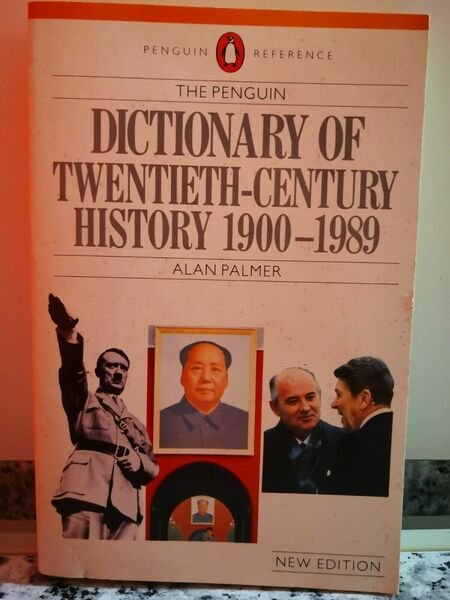 PENGUIN REFERENCE
THE PENGUIN
DICTIONARY OF
TWENTIETH-CENTURY
HISTORY 1900–1989
ALAN PALMER
NEW EDITION